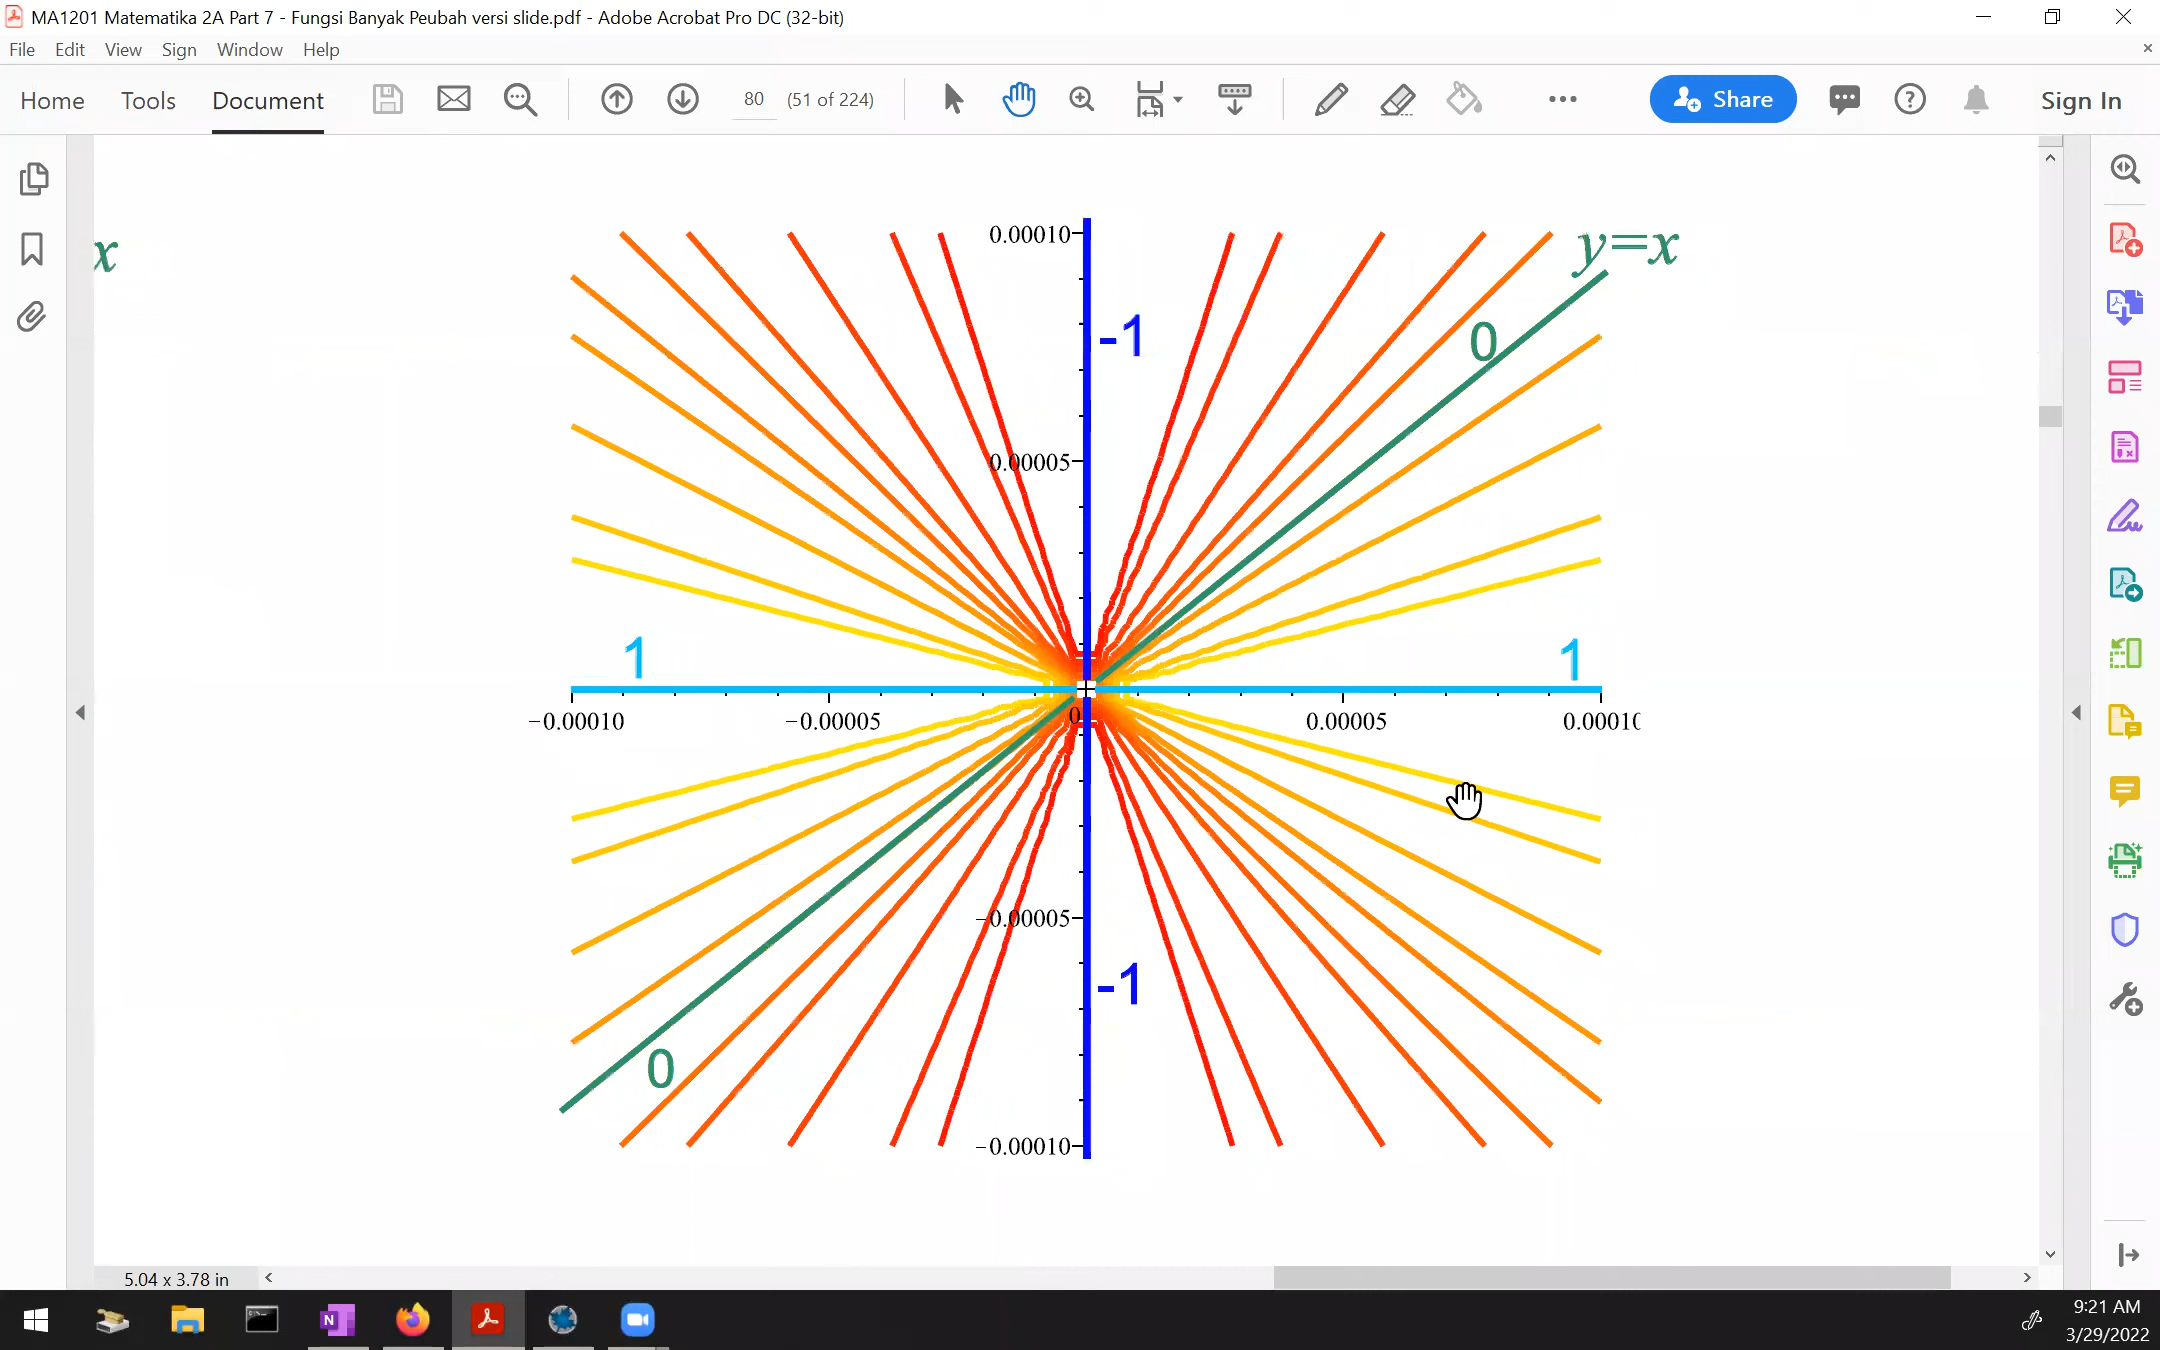 MA1201 Matematika 2A Part 7 - Fungsi Banyak Peubah versi slide.pdf - Adobe Acrobat Pro DC (32-bit)
File Edit View Sign Window Help
Home Tools Document 80 (51 of 224) Share Sign In
x
y=x
0.00010
-1
0
0.00005
1 1
−0.00010 −0.00005 0 0.00005 0.0001
−0.00005
-1
0
−0.00010
5.04 x 3.78 in
9:21 AM
3/29/2022